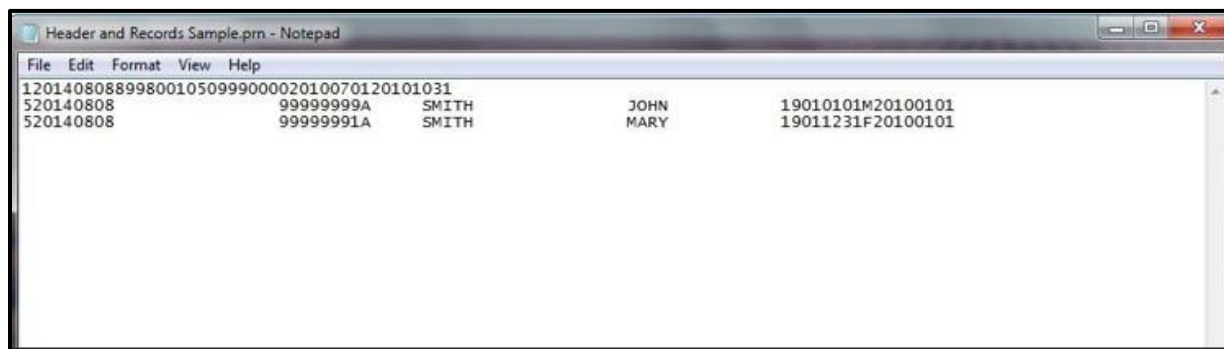 Header and Records Sample.prn - Notepad
File Edit Format View Help
120140808899800105099900002010070120101031
520140808 99999999A SMITH JOHN 19010101M20100101
520140808 99999991A SMITH MARY 19011231F20100101